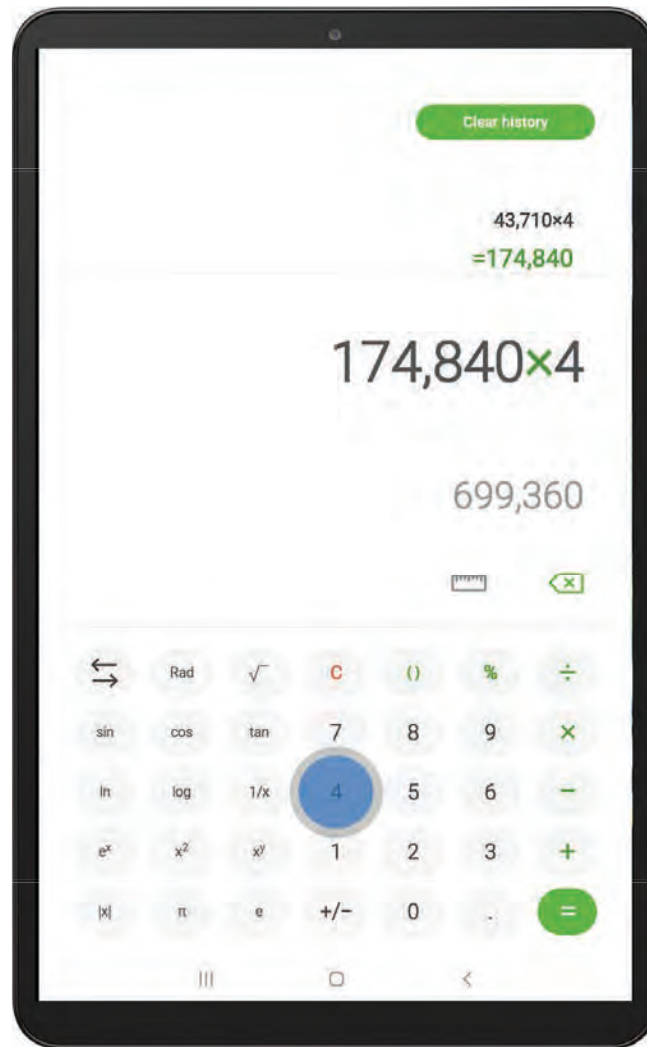 Clear history
43,710×4
=174,840
174,840×4
699,360
Rad √ C () % ÷
sin cos tan 7 8 9 ×
ln log 1/x 4 5 6 −
eˣ x² xʸ 1 2 3 +
|x| π e +/− 0 . =